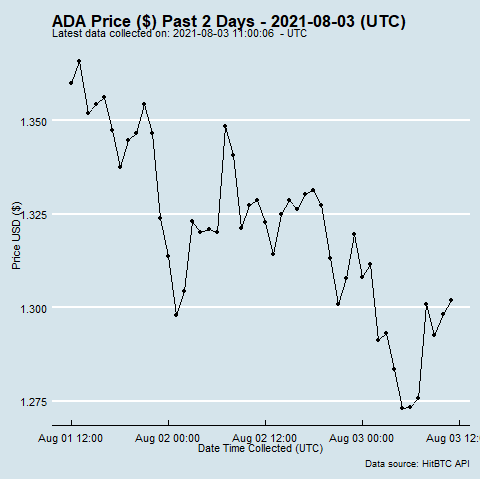 ADA Price ($) Past 2 Days - 2021-08-03 (UTC)
Latest data collected on: 2021-08-03 11:00:06 - UTC
1.350
1.325
1.300
1.275
Price USD ($)
Aug 01 12:00 Aug 02 00:00 Aug 02 12:00 Aug 03 00:00 Aug 03 12:
Date Time Collected (UTC)
Data source: HitBTC API